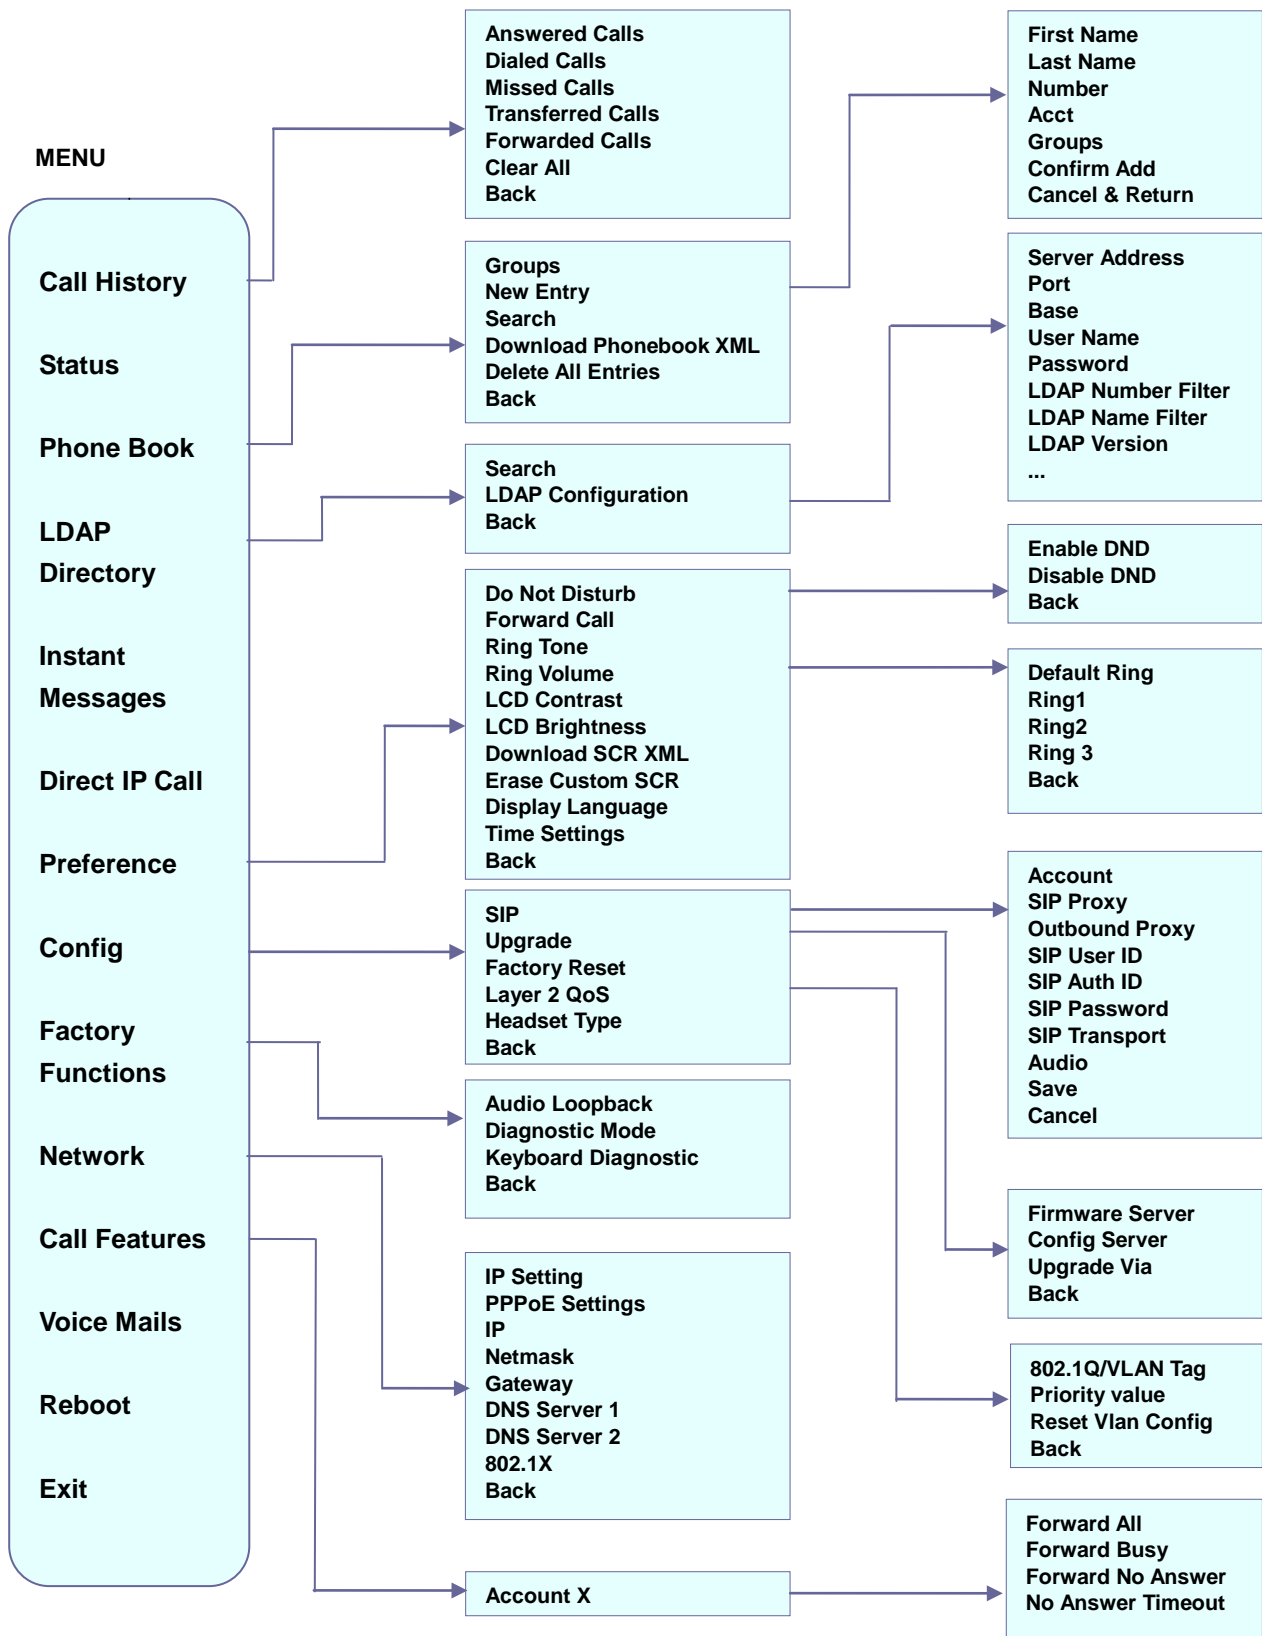 MENU
Call History
Status
Phone Book
LDAP
Directory
Instant
Messages
Direct IP Call
Preference
Config
Factory
Functions
Network
Call Features
Voice Mails
Reboot
Exit
Answered Calls
Dialed Calls
Missed Calls
Transferred Calls
Forwarded Calls
Clear All
Back
Groups
New Entry
Search
Download Phonebook XML
Delete All Entries
Back
Search
LDAP Configuration
Back
Do Not Disturb
Forward Call
Ring Tone
Ring Volume
LCD Contrast
LCD Brightness
Download SCR XML
Erase Custom SCR
Display Language
Time Settings
Back
SIP
Upgrade
Factory Reset
Layer 2 QoS
Headset Type
Back
Audio Loopback
Diagnostic Mode
Keyboard Diagnostic
Back
IP Setting
PPPoE Settings
IP
Netmask
Gateway
DNS Server 1
DNS Server 2
802.1X
Back
Account X
First Name
Last Name
Number
Acct
Groups
Confirm Add
Cancel & Return
Server Address
Port
Base
User Name
Password
LDAP Number Filter
LDAP Name Filter
LDAP Version
...
Enable DND
Disable DND
Back
Default Ring
Ring1
Ring2
Ring 3
Back
Account
SIP Proxy
Outbound Proxy
SIP User ID
SIP Auth ID
SIP Password
SIP Transport
Audio
Save
Cancel
Firmware Server
Config Server
Upgrade Via
Back
802.1Q/VLAN Tag
Priority value
Reset Vlan Config
Back
Forward All
Forward Busy
Forward No Answer
No Answer Timeout